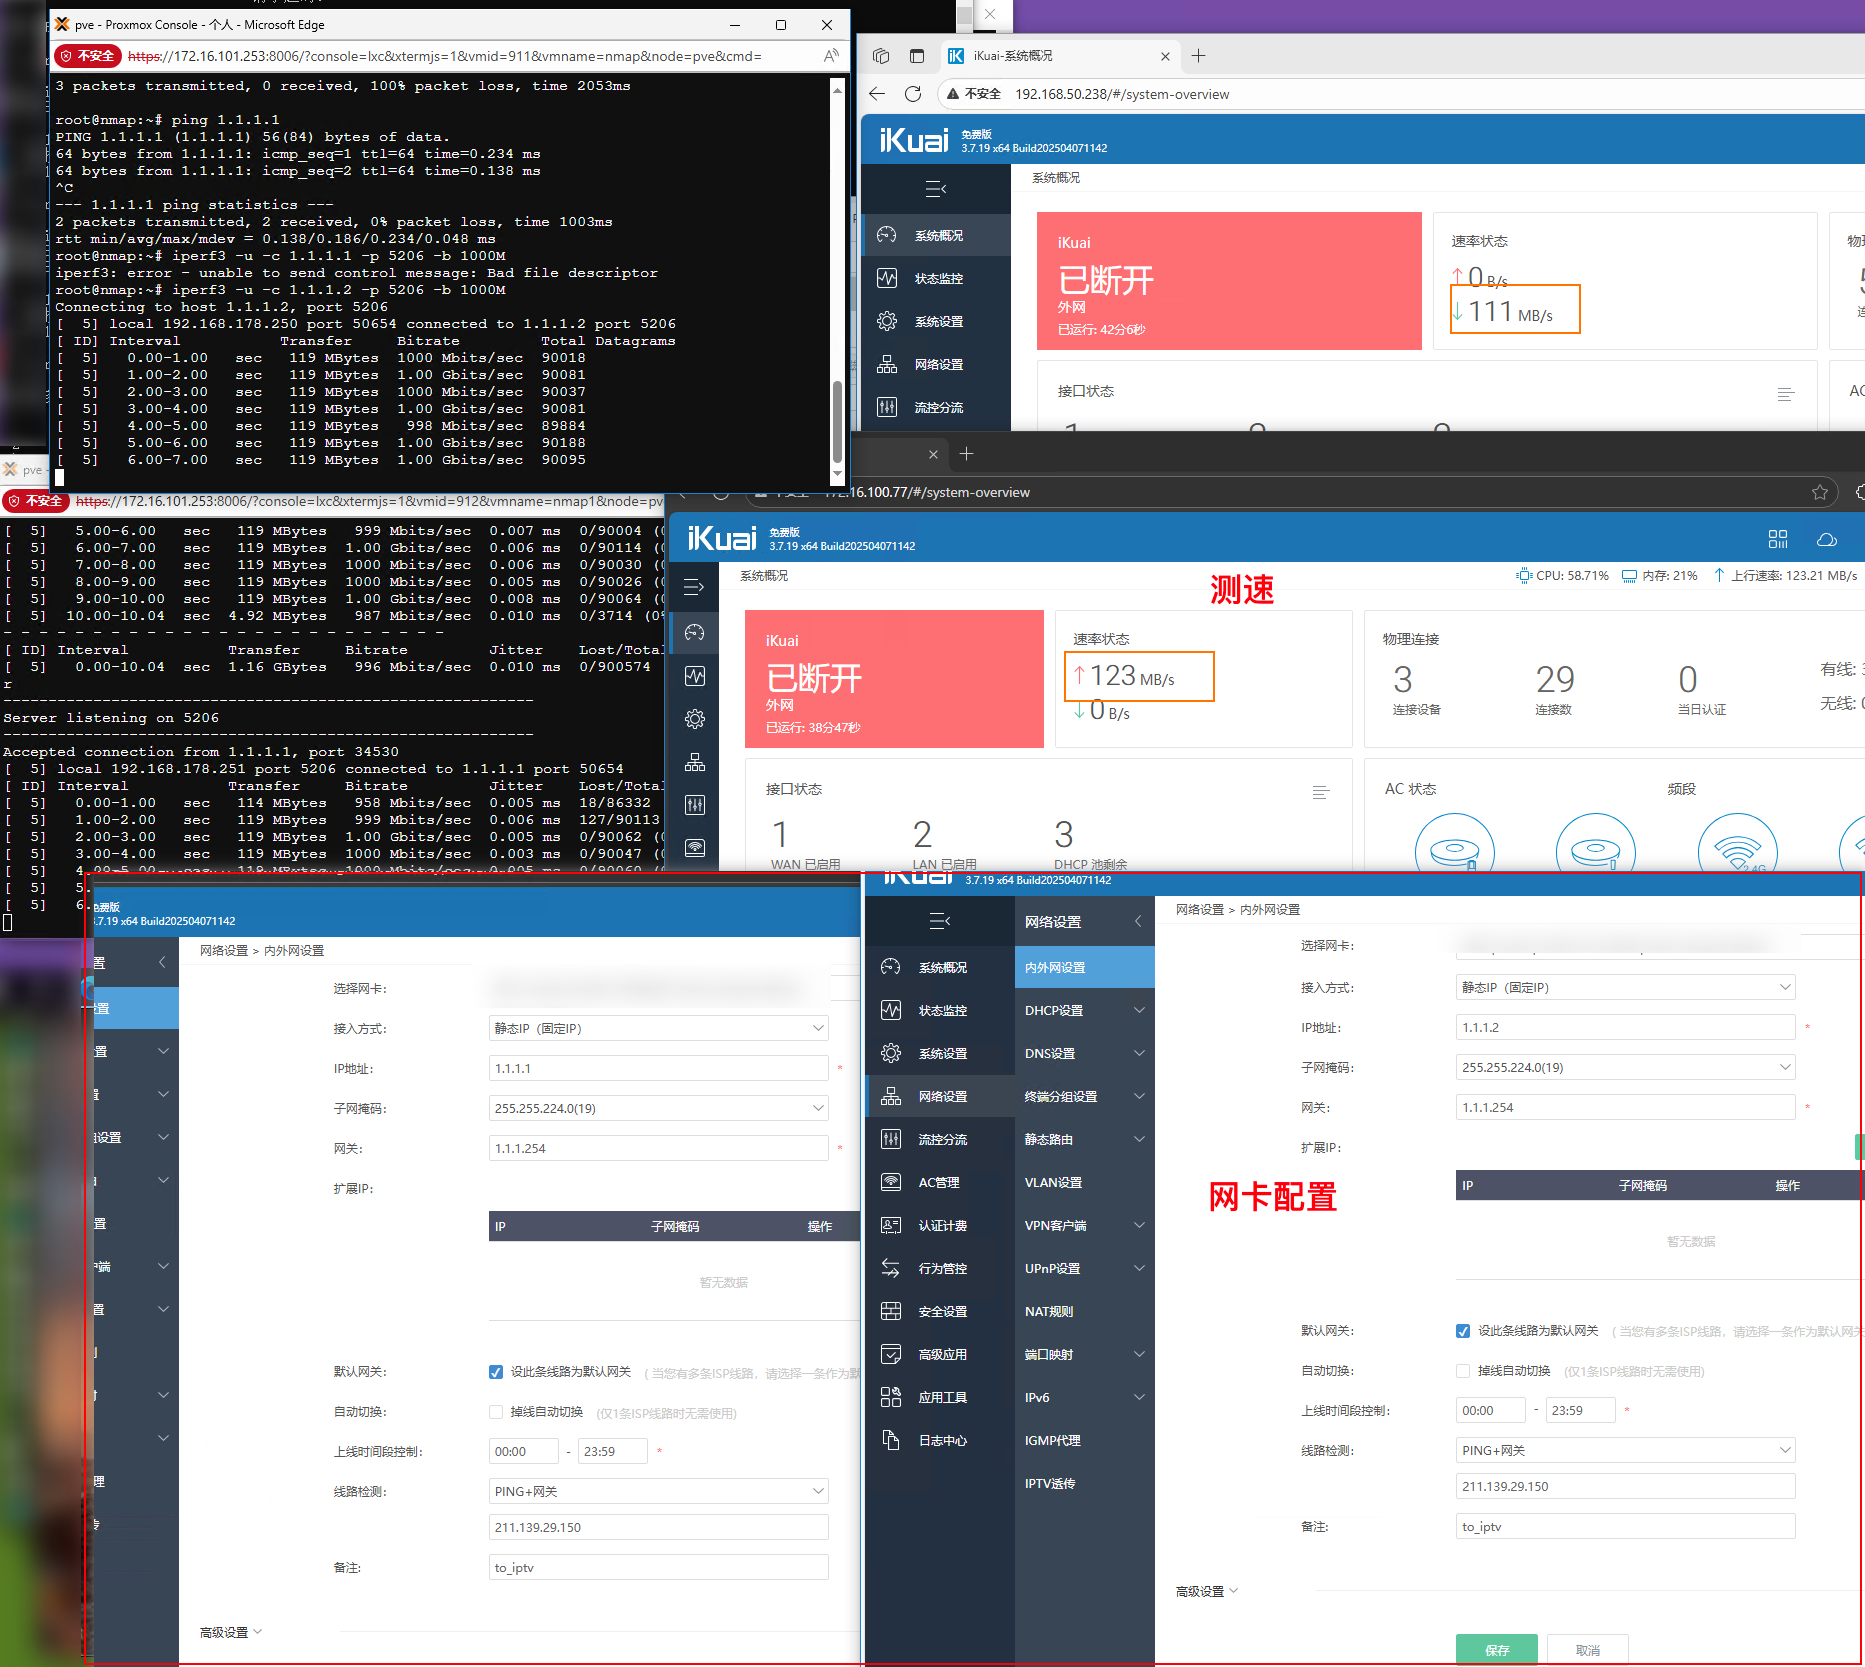 pve - Proxmox Console - 个人 - Microsoft Edge
不安全 https://172.16.101.253:8006/?console=lxc&xtermjs=1&vmid=911&vmname=nmap&node=pve&cmd=
3 packets transmitted, 0 received, 100% packet loss, time 2053ms
root@nmap:~# ping 1.1.1.1
PING 1.1.1.1 (1.1.1.1) 56(84) bytes of data.
64 bytes from 1.1.1.1: icmp_seq=1 ttl=64 time=0.234 ms
64 bytes from 1.1.1.1: icmp_seq=2 ttl=64 time=0.138 ms
^C
--- 1.1.1.1 ping statistics ---
2 packets transmitted, 2 received, 0% packet loss, time 1003ms
rtt min/avg/max/mdev = 0.138/0.186/0.234/0.048 ms
root@nmap:~# iperf3 -u -c 1.1.1.1 -p 5206 -b 1000M
iperf3: error - unable to send control message: Bad file descriptor
root@nmap:~# iperf3 -u -c 1.1.1.2 -p 5206 -b 1000M
Connecting to host 1.1.1.2, port 5206
[  5] local 192.168.178.250 port 50654 connected to 1.1.1.2 port 5206
[ ID] Interval Transfer Bitrate Total Datagrams
[  5] 0.00-1.00 sec 119 MBytes 1000 Mbits/sec 90018
[  5] 1.00-2.00 sec 119 MBytes 1.00 Gbits/sec 90081
[  5] 2.00-3.00 sec 119 MBytes 1000 Mbits/sec 90037
[  5] 3.00-4.00 sec 119 MBytes 1.00 Gbits/sec 90081
[  5] 4.00-5.00 sec 119 MBytes 998 Mbits/sec 89884
[  5] 5.00-6.00 sec 119 MBytes 1.00 Gbits/sec 90188
[  5] 6.00-7.00 sec 119 MBytes 1.00 Gbits/sec 90095
iKuai-系统概况
不安全 192.168.50.238/#/system-overview
iKuai 免费版
3.7.19 x64 Build202504071142
系统概况
系统概况
状态监控
系统设置
网络设置
流控分流
iKuai
已断开
外网
已运行: 42分6秒
速率状态
↑ 0 B/s
↓ 111 MB/s
接口状态
pve -
不安全 https://172.16.101.253:8006/?console=lxc&xtermjs=1&vmid=912&vmname=nmap1&node=pv
[  5] 5.00-6.00 sec 119 MBytes 999 Mbits/sec 0.007 ms 0/90004 (0
[  5] 6.00-7.00 sec 119 MBytes 1.00 Gbits/sec 0.006 ms 0/90114 (0
[  5] 7.00-8.00 sec 119 MBytes 1000 Mbits/sec 0.006 ms 0/90030 (0
[  5] 8.00-9.00 sec 119 MBytes 1000 Mbits/sec 0.005 ms 0/90026 (0
[  5] 9.00-10.00 sec 119 MBytes 1.00 Gbits/sec 0.008 ms 0/90064 (0
[  5] 10.00-10.04 sec 4.92 MBytes 987 Mbits/sec 0.010 ms 0/3714 (0%
- - - - - - - - - - - - - - - - - - - - - - - - -
[ ID] Interval Transfer Bitrate Jitter Lost/Total
[  5] 0.00-10.04 sec 1.16 GBytes 996 Mbits/sec 0.010 ms 0/900574
r
-----------------------------------------------------------
Server listening on 5206
-----------------------------------------------------------
Accepted connection from 1.1.1.1, port 34530
[  5] local 192.168.178.251 port 5206 connected to 1.1.1.1 port 50654
[ ID] Interval Transfer Bitrate Jitter Lost/Total
[  5] 0.00-1.00 sec 114 MBytes 958 Mbits/sec 0.005 ms 18/86332
[  5] 1.00-2.00 sec 119 MBytes 999 Mbits/sec 0.006 ms 127/90113
[  5] 2.00-3.00 sec 119 MBytes 1.00 Gbits/sec 0.005 ms 0/90062 (0
[  5] 3.00-4.00 sec 119 MBytes 1000 Mbits/sec 0.003 ms 0/90047 (0
[  5]
[  5] 5.
[  5] 6.
172.16.100.77/#/system-overview
iKuai 免费版
3.7.19 x64 Build202504071142
系统概况
CPU: 58.71% 内存: 21% ↑ 上行速率: 123.21 MB/s
测速
iKuai
已断开
外网
已运行: 38分47秒
速率状态
↑ 123 MB/s
↓ 0 B/s
物理连接
3 29 0
连接设备 连接数 当日认证
有线:
无线:
接口状态
1 2 3
WAN 已启用 LAN 已启用 DHCP 池剩余
AC 状态 频段
2.4G
免费版
3.7.19 x64 Build202504071142
网络设置 > 内外网设置
选择网卡:
接入方式: 静态IP（固定IP）
IP地址: 1.1.1.1 *
子网掩码: 255.255.224.0(19)
网关: 1.1.1.254 *
扩展IP:
IP 子网掩码 操作
暂无数据
默认网关: 设此条线路为默认网关 （当您有多条ISP线路，请选择一条作为默
自动切换: 掉线自动切换 （仅1条ISP线路时无需使用）
上线时间段控制: 00:00 - 23:59 *
线路检测: PING+网关
211.139.29.150
备注: to_iptv
高级设置
iKuai 3.7.19 x64 Build202504071142
系统概况
状态监控
系统设置
网络设置
流控分流
AC管理
认证计费
行为管控
安全设置
高级应用
应用工具
日志中心
网络设置
内外网设置
DHCP设置
DNS设置
终端分组设置
静态路由
VLAN设置
VPN客户端
UPnP设置
NAT规则
端口映射
IPv6
IGMP代理
IPTV透传
网络设置 > 内外网设置
选择网卡:
接入方式: 静态IP（固定IP）
IP地址: 1.1.1.2 *
子网掩码: 255.255.224.0(19)
网关: 1.1.1.254 *
扩展IP:
IP 子网掩码 操作
网卡配置
暂无数据
默认网关: 设此条线路为默认网关 （当您有多条ISP线路，请选择一条作为默认网关
自动切换: 掉线自动切换 （仅1条ISP线路时无需使用）
上线时间段控制: 00:00 - 23:59 *
线路检测: PING+网关
211.139.29.150
备注: to_iptv
高级设置
保存 取消